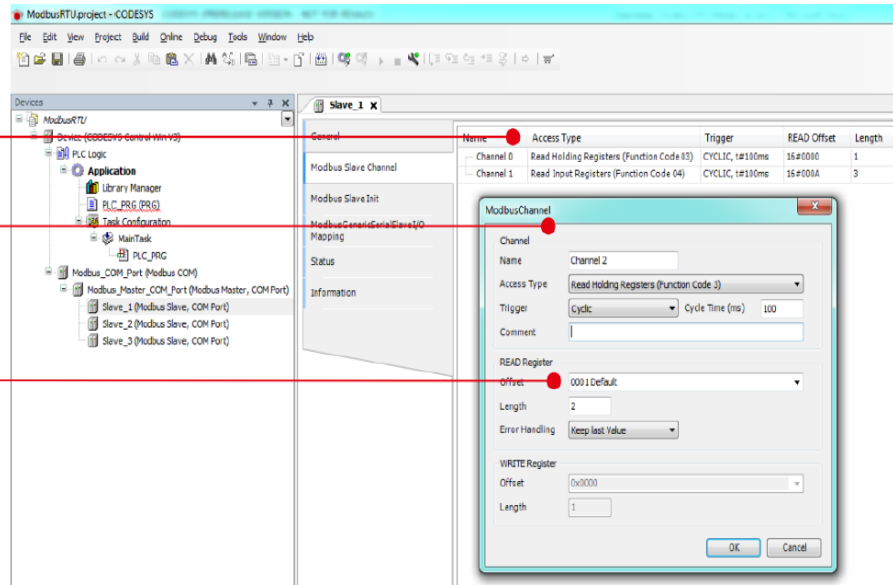 ModbusRTU.project - CODESYS
File Edit View Project Build Online Debug Tools Window Help
Devices
ModbusRTU
Device (CODESYS Control Win V3)
PLC Logic
Application
Library Manager
PLC_PRG (PRG)
Task Configuration
MainTask
PLC_PRG
Modbus_COM_Port (Modbus COM)
Modbus_Master_COM_Port (Modbus Master, COM Port)
Slave_1 (Modbus Slave, COM Port)
Slave_2 (Modbus Slave, COM Port)
Slave_3 (Modbus Slave, COM Port)
Slave_1 X
General
Modbus Slave Channel
Modbus Slave Init
ModbusGenericSerialSlaveI/O
Mapping
Status
Information
Name Access Type Trigger READ Offset Length
Channel 0 Read Holding Registers (Function Code 03) CYCLIC, t#100ms 16#0000 1
Channel 1 Read Input Registers (Function Code 04) CYCLIC, t#100ms 16#000A 3
ModbusChannel
Channel
Name Channel 2
Access Type Read Holding Registers (Function Code 3)
Trigger Cyclic Cycle Time (ms) 100
Comment
READ Register
Offset 0001 Default
Length 2
Error Handling Keep last Value
WRITE Register
Offset 0x0000
Length 1
OK Cancel